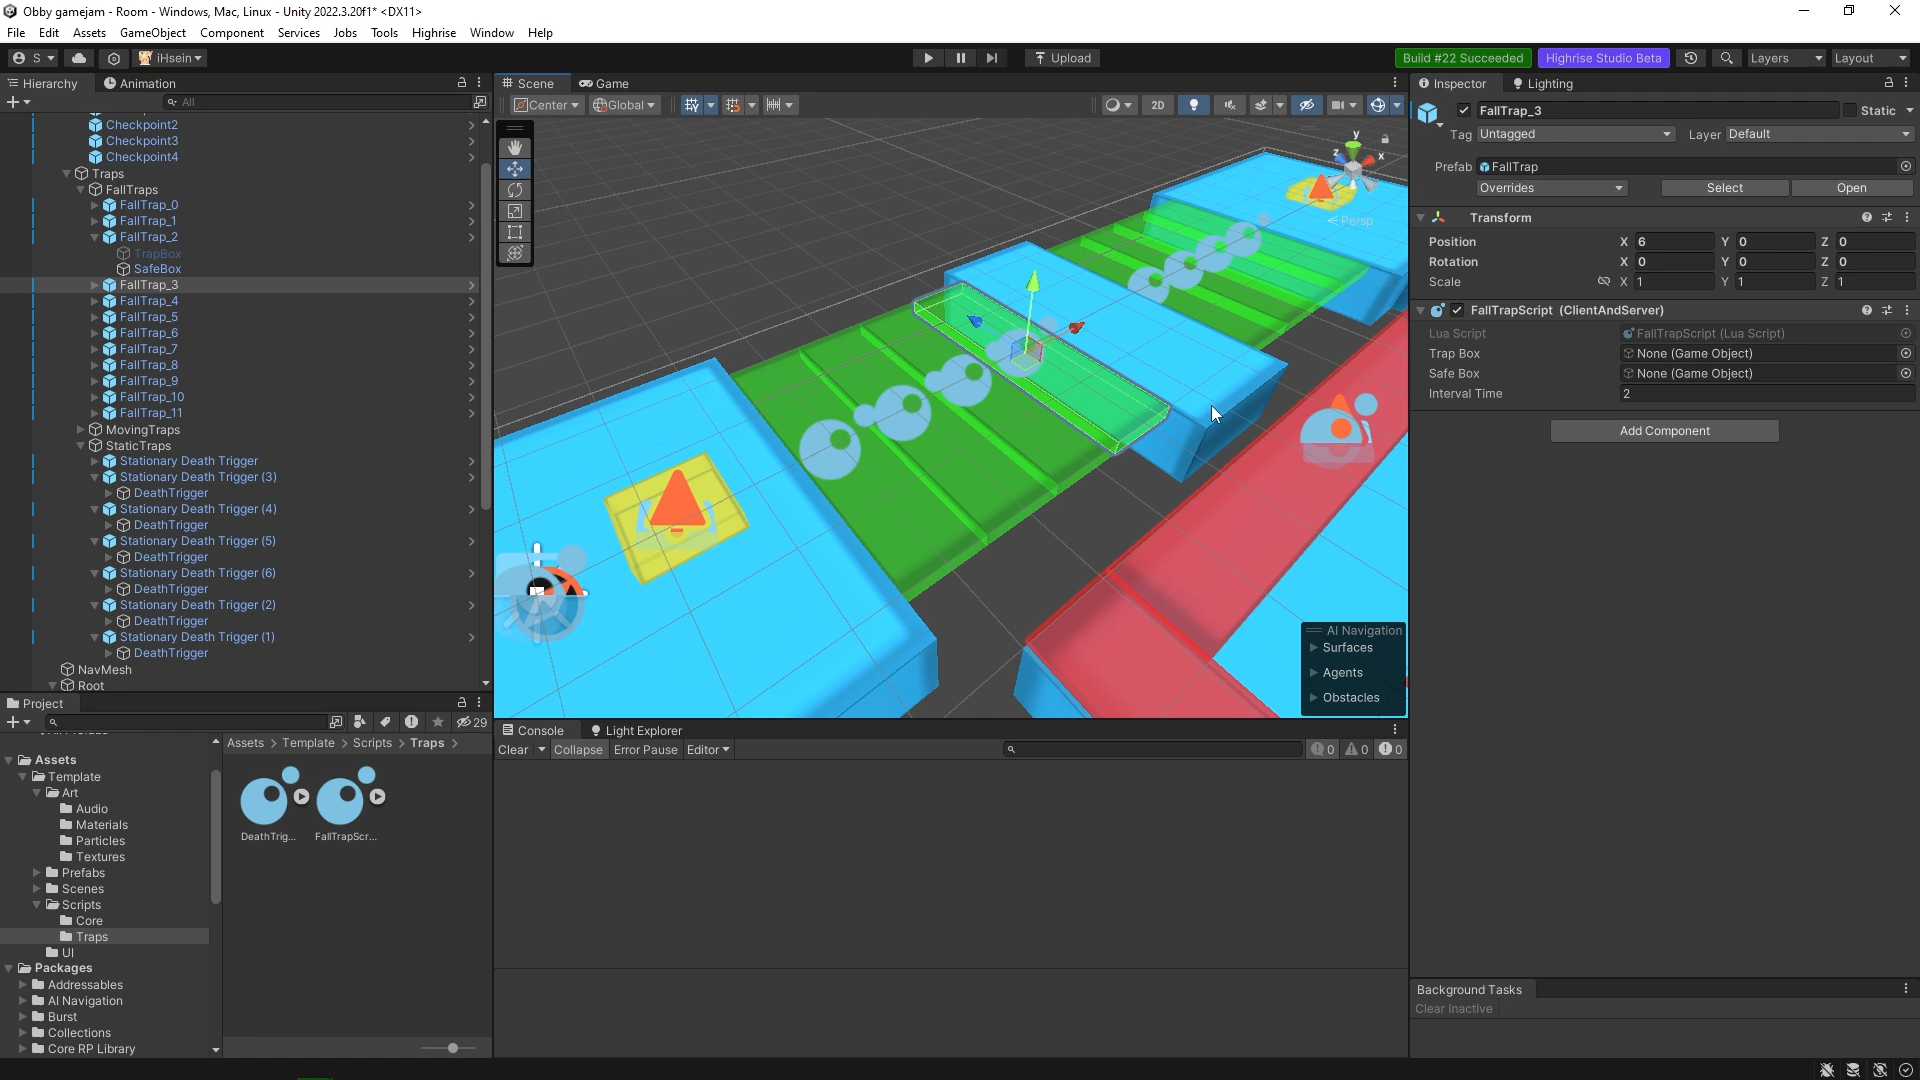 Obby gamejam - Room - Windows, Mac, Linux - Unity 2022.3.20f1* <DX11>
File Edit Assets GameObject Component Services Jobs Tools Highrise Window Help
S iHsein Upload Build #22 Succeeded Highrise Studio Beta Layers Layout
Hierarchy Animation
All
Checkpoint2
Checkpoint3
Checkpoint4
Traps
FallTraps
FallTrap_0
FallTrap_1
FallTrap_2
TrapBox
SafeBox
FallTrap_3
FallTrap_4
FallTrap_5
FallTrap_6
FallTrap_7
FallTrap_8
FallTrap_9
FallTrap_10
FallTrap_11
MovingTraps
StaticTraps
Stationary Death Trigger
Stationary Death Trigger (3)
DeathTrigger
Stationary Death Trigger (4)
DeathTrigger
Stationary Death Trigger (5)
DeathTrigger
Stationary Death Trigger (6)
DeathTrigger
Stationary Death Trigger (2)
DeathTrigger
Stationary Death Trigger (1)
DeathTrigger
NavMesh
Root
Scene Game
Center Global 2D
y
z x
Persp
AI Navigation
Surfaces
Agents
Obstacles
Inspector Lighting
FallTrap_3 Static
Tag Untagged Layer Default
Prefab FallTrap
Overrides Select Open
Transform
Position X 6 Y 0 Z 0
Rotation X 0 Y 0 Z 0
Scale X 1 Y 1 Z 1
FallTrapScript (ClientAndServer)
Lua Script FallTrapScript (Lua Script)
Trap Box None (Game Object)
Safe Box None (Game Object)
Interval Time 2
Add Component
Project
29
Assets
Template
Art
Audio
Materials
Particles
Textures
Prefabs
Scenes
Scripts
Core
Traps
UI
Packages
Addressables
AI Navigation
Burst
Collections
Core RP Library
Assets > Template > Scripts > Traps >
DeathTrig... FallTrapScr...
Console Light Explorer
Clear Collapse Error Pause Editor 0 0 0
Background Tasks
Clear Inactive